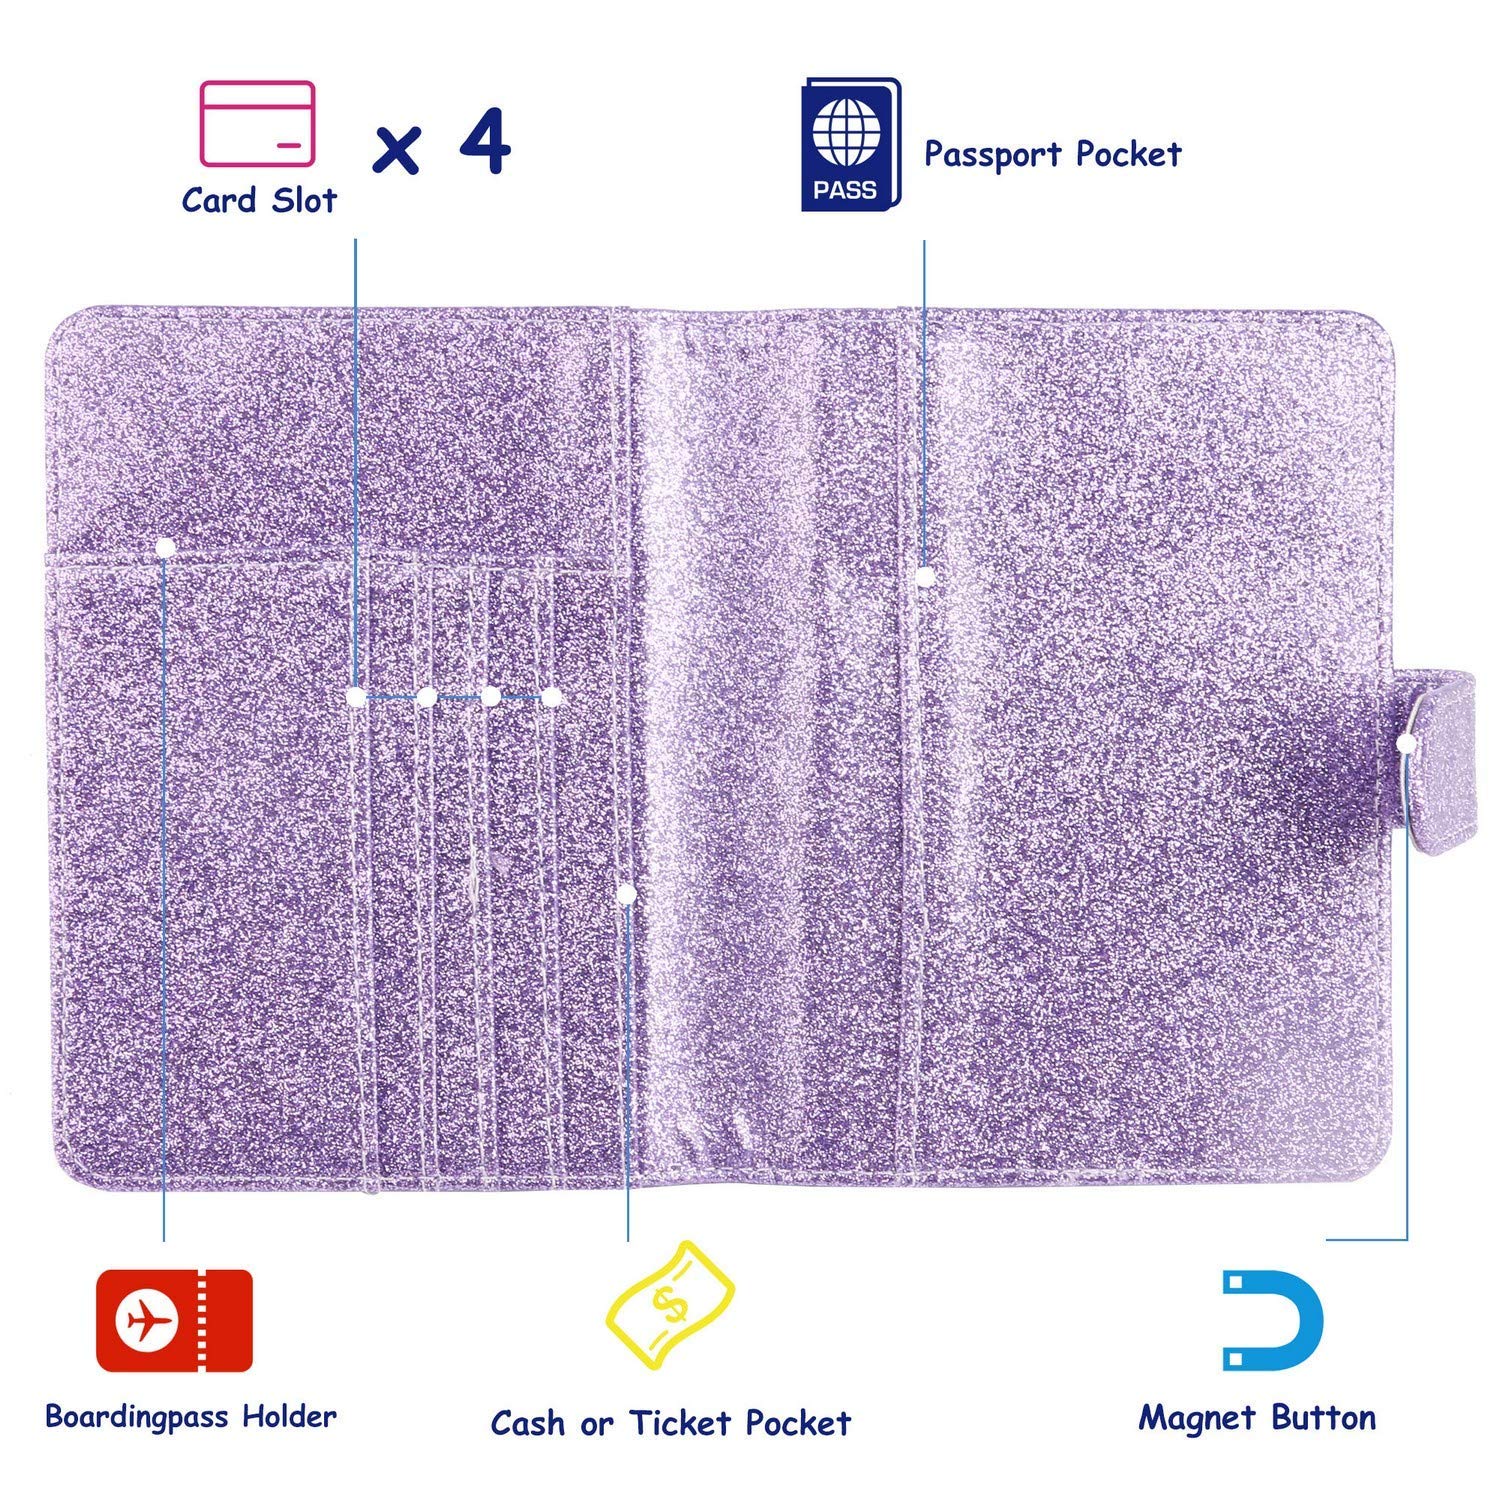 x 4
Card Slot
PASS
Passport Pocket
Boardingpass Holder
Cash or Ticket Pocket
Magnet Button